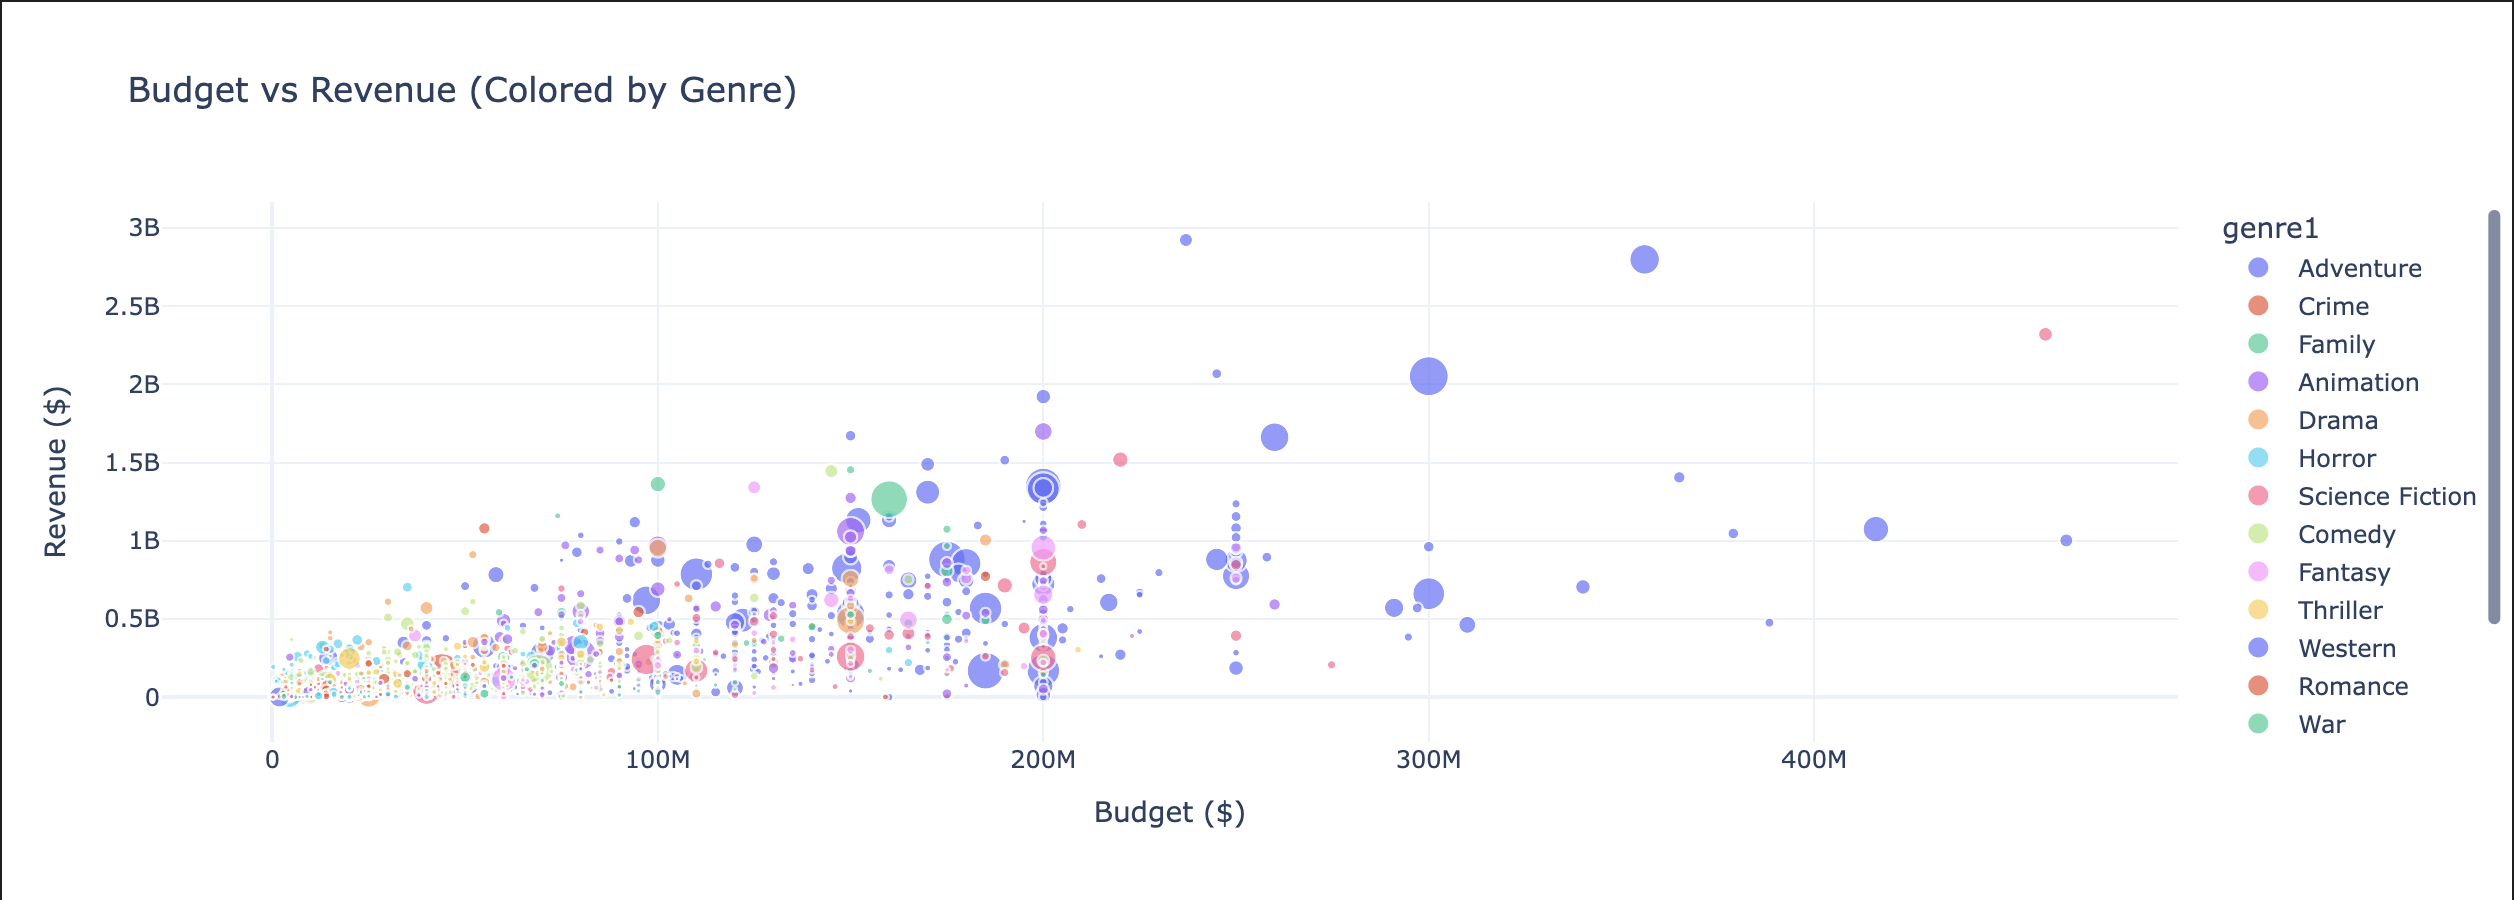 Budget vs Revenue (Colored by Genre)
3B
2.5B
2B
1.5B
1B
0.5B
0
Revenue ($)
0
100M
200M
300M
400M
Budget ($)
genre1
Adventure
Crime
Family
Animation
Drama
Horror
Science Fiction
Comedy
Fantasy
Thriller
Western
Romance
War